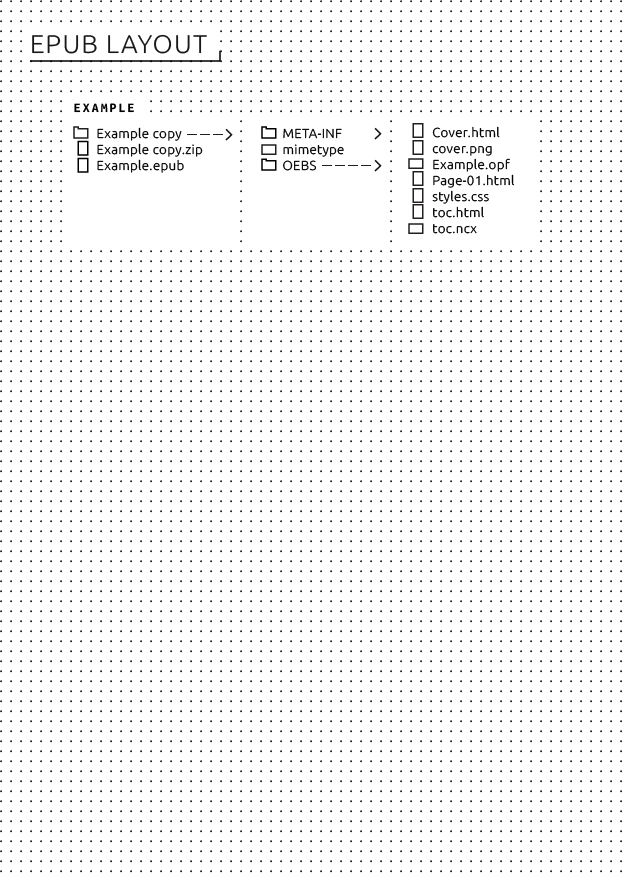 EPUB LAYOUT
EXAMPLE
Example copy
Example copy.zip
Example.epub
META-INF
mimetype
OEBS
Cover.html
cover.png
Example.opf
Page-01.html
styles.css
toc.html
toc.ncx